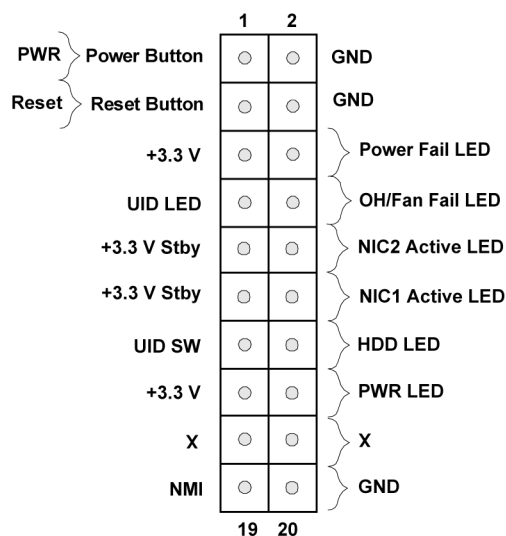 1 2
PWR Power Button GND
Reset Reset Button GND
+3.3 V Power Fail LED
UID LED OH/Fan Fail LED
+3.3 V Stby NIC2 Active LED
+3.3 V Stby NIC1 Active LED
UID SW HDD LED
+3.3 V PWR LED
X X
NMI GND
19 20